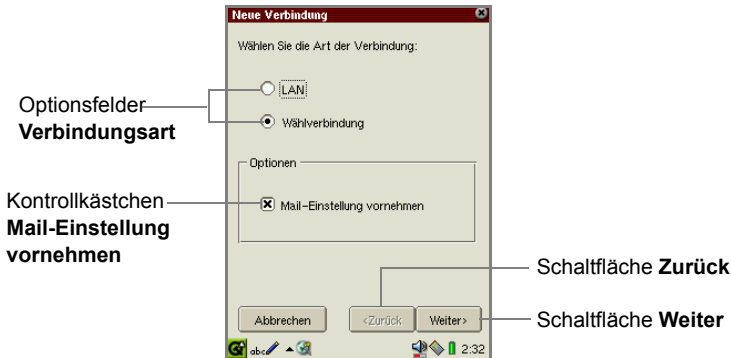 Neue Verbindung
Wählen Sie die Art der Verbindung:
LAN
Wählverbindung
Optionen
Mail-Einstellung vornehmen
Abbrechen
<Zurück
Weiter>
abc
2:32
Optionsfelder
Verbindungsart
Kontrollkästchen
Mail-Einstellung
vornehmen
Schaltfläche Zurück
Schaltfläche Weiter